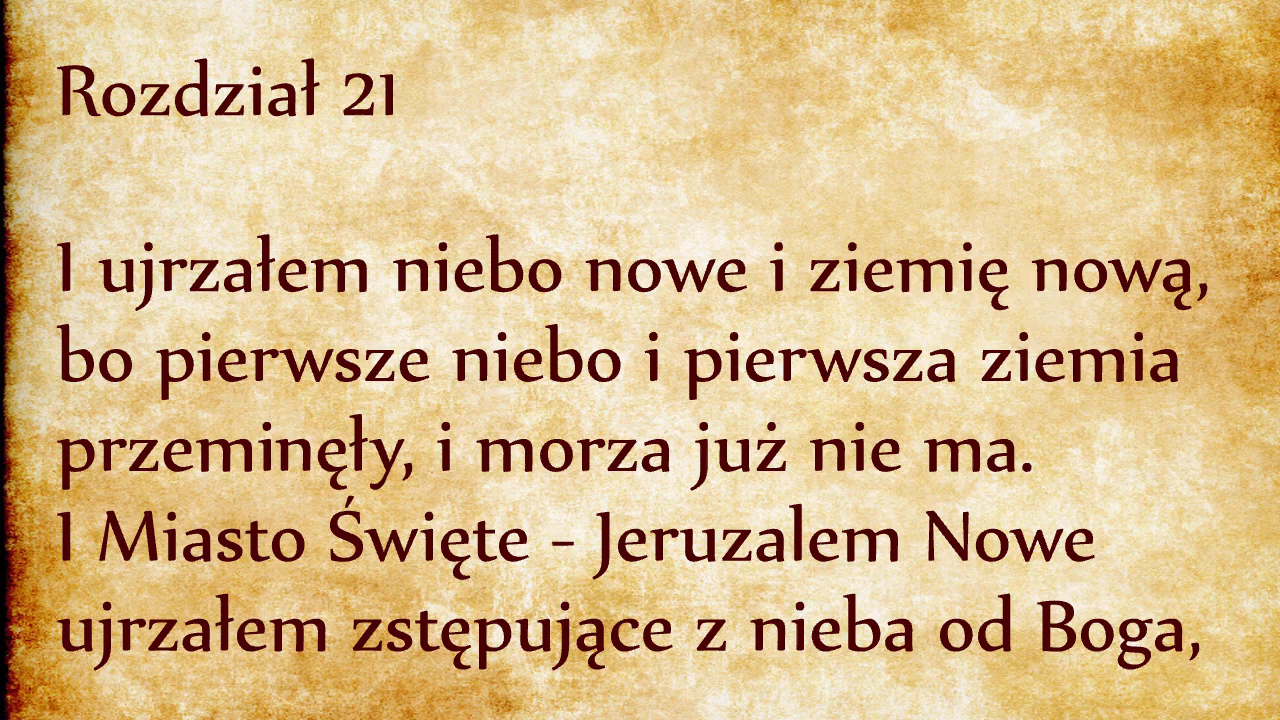 Rozdział 21
I ujrzałem niebo nowe i ziemię nową,
bo pierwsze niebo i pierwsza ziemia
przeminęły, i morza już nie ma.
I Miasto Święte - Jeruzalem Nowe
ujrzałem zstępujące z nieba od Boga,